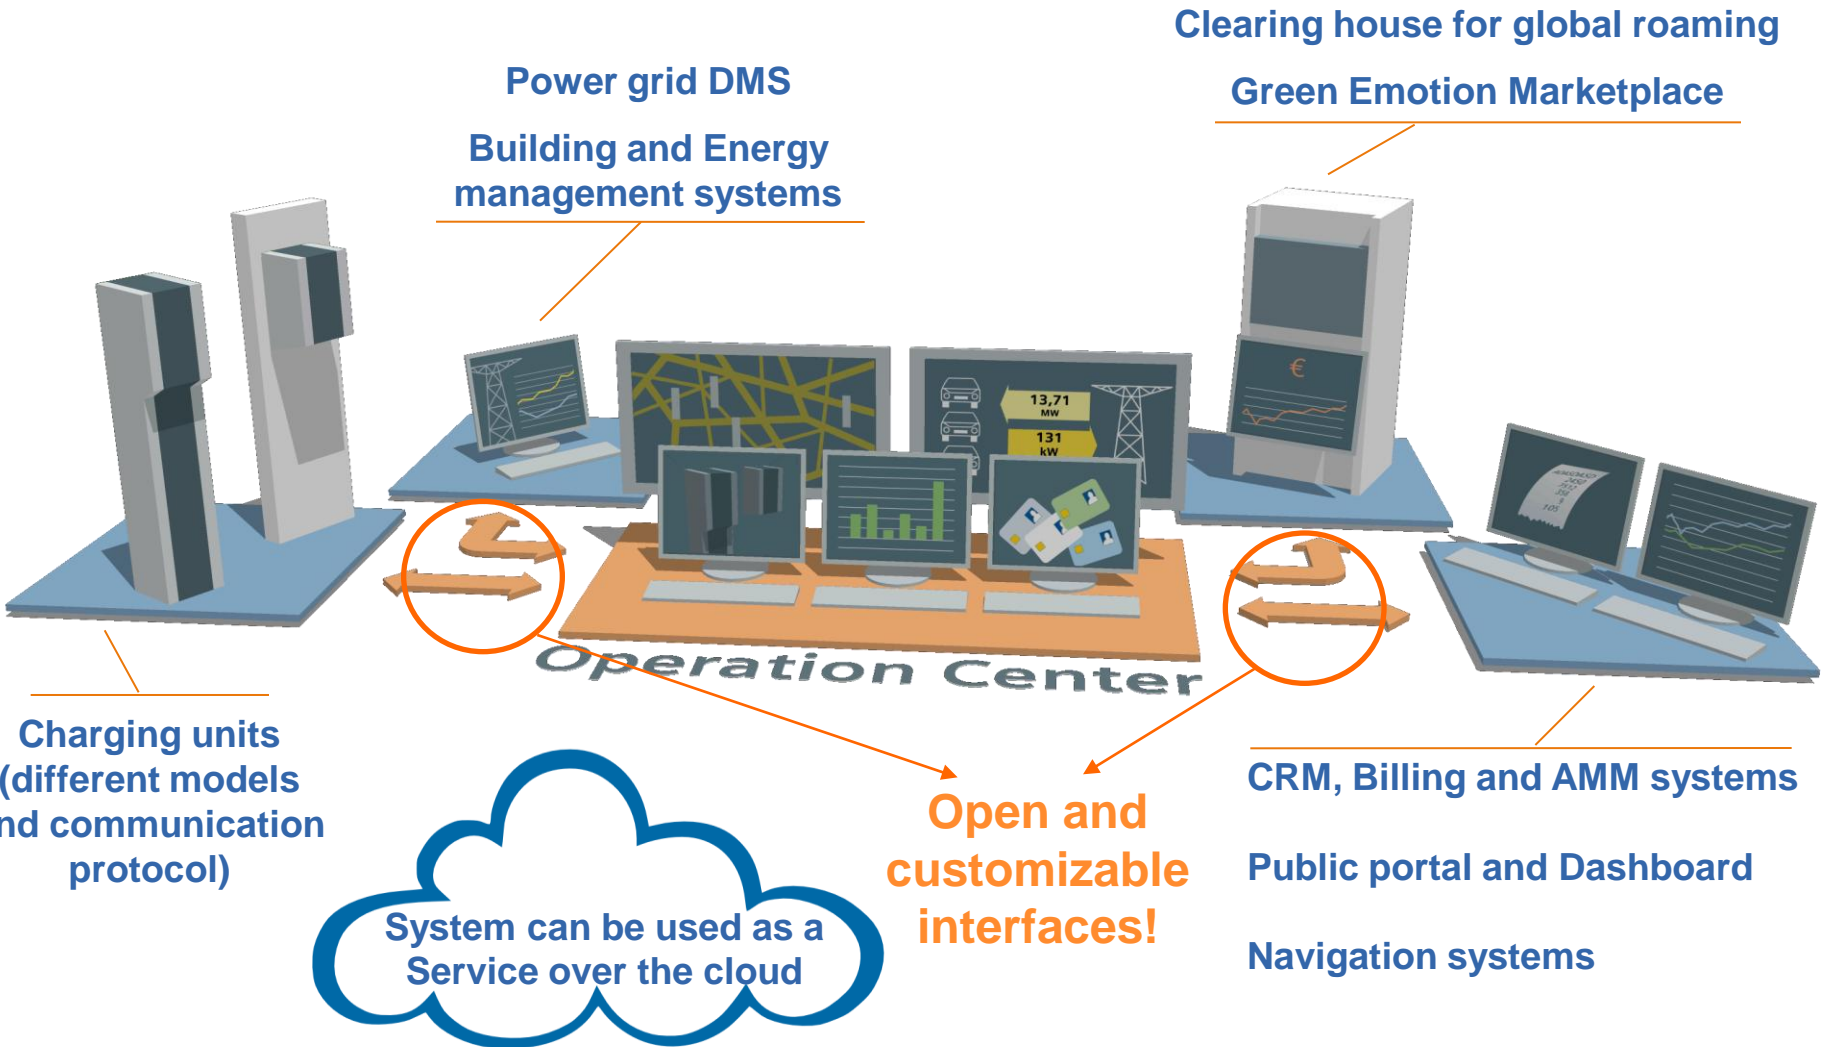 Clearing house for global roaming
Green Emotion Marketplace
Power grid DMS
Building and Energy
management systems
€
13,71
MW
131
kW
105
Operation Center
Charging units
(different models
nd communication
protocol)
System can be used as a
Service over the cloud
Open and
customizable
interfaces!
CRM, Billing and AMM systems
Public portal and Dashboard
Navigation systems